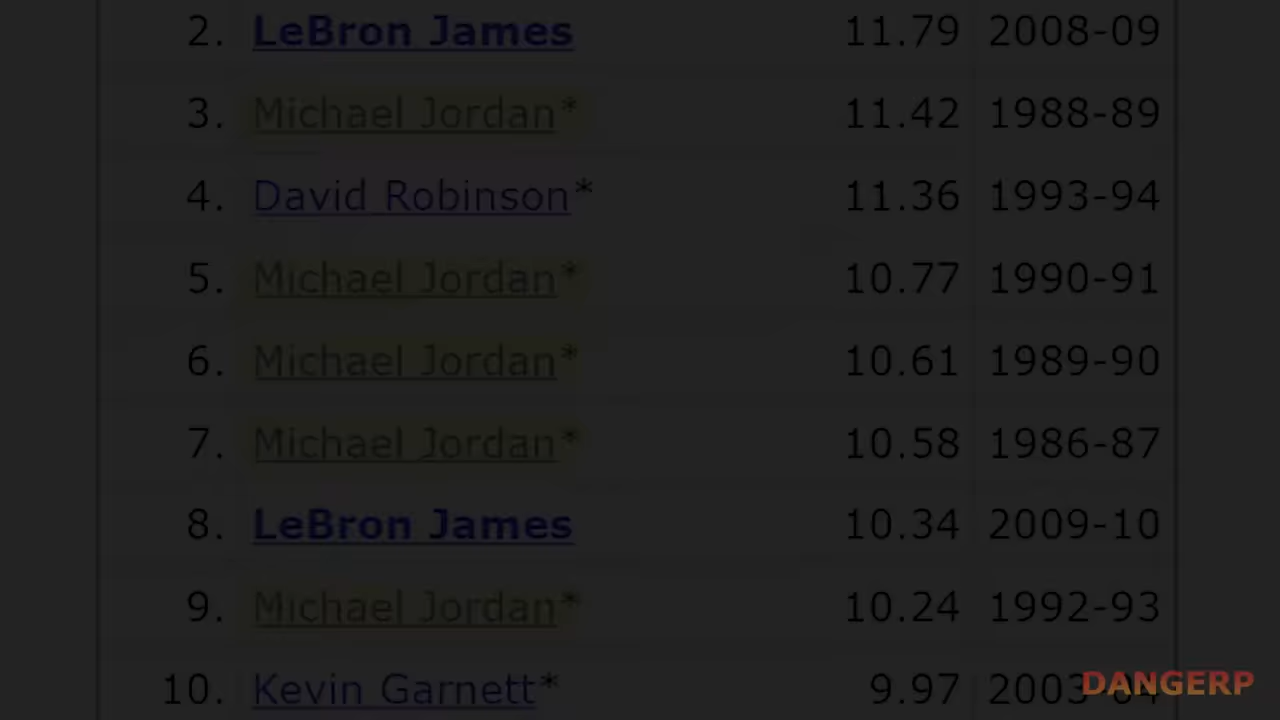 2. LeBron James 11.79 2008-09
3. Michael Jordan* 11.42 1988-89
4. David Robinson* 11.36 1993-94
5. Michael Jordan* 10.77 1990-91
6. Michael Jordan* 10.61 1989-90
7. Michael Jordan* 10.58 1986-87
8. LeBron James 10.34 2009-10
9. Michael Jordan* 10.24 1992-93
10. Kevin Garnett* 9.97 2003-04
DANGERP